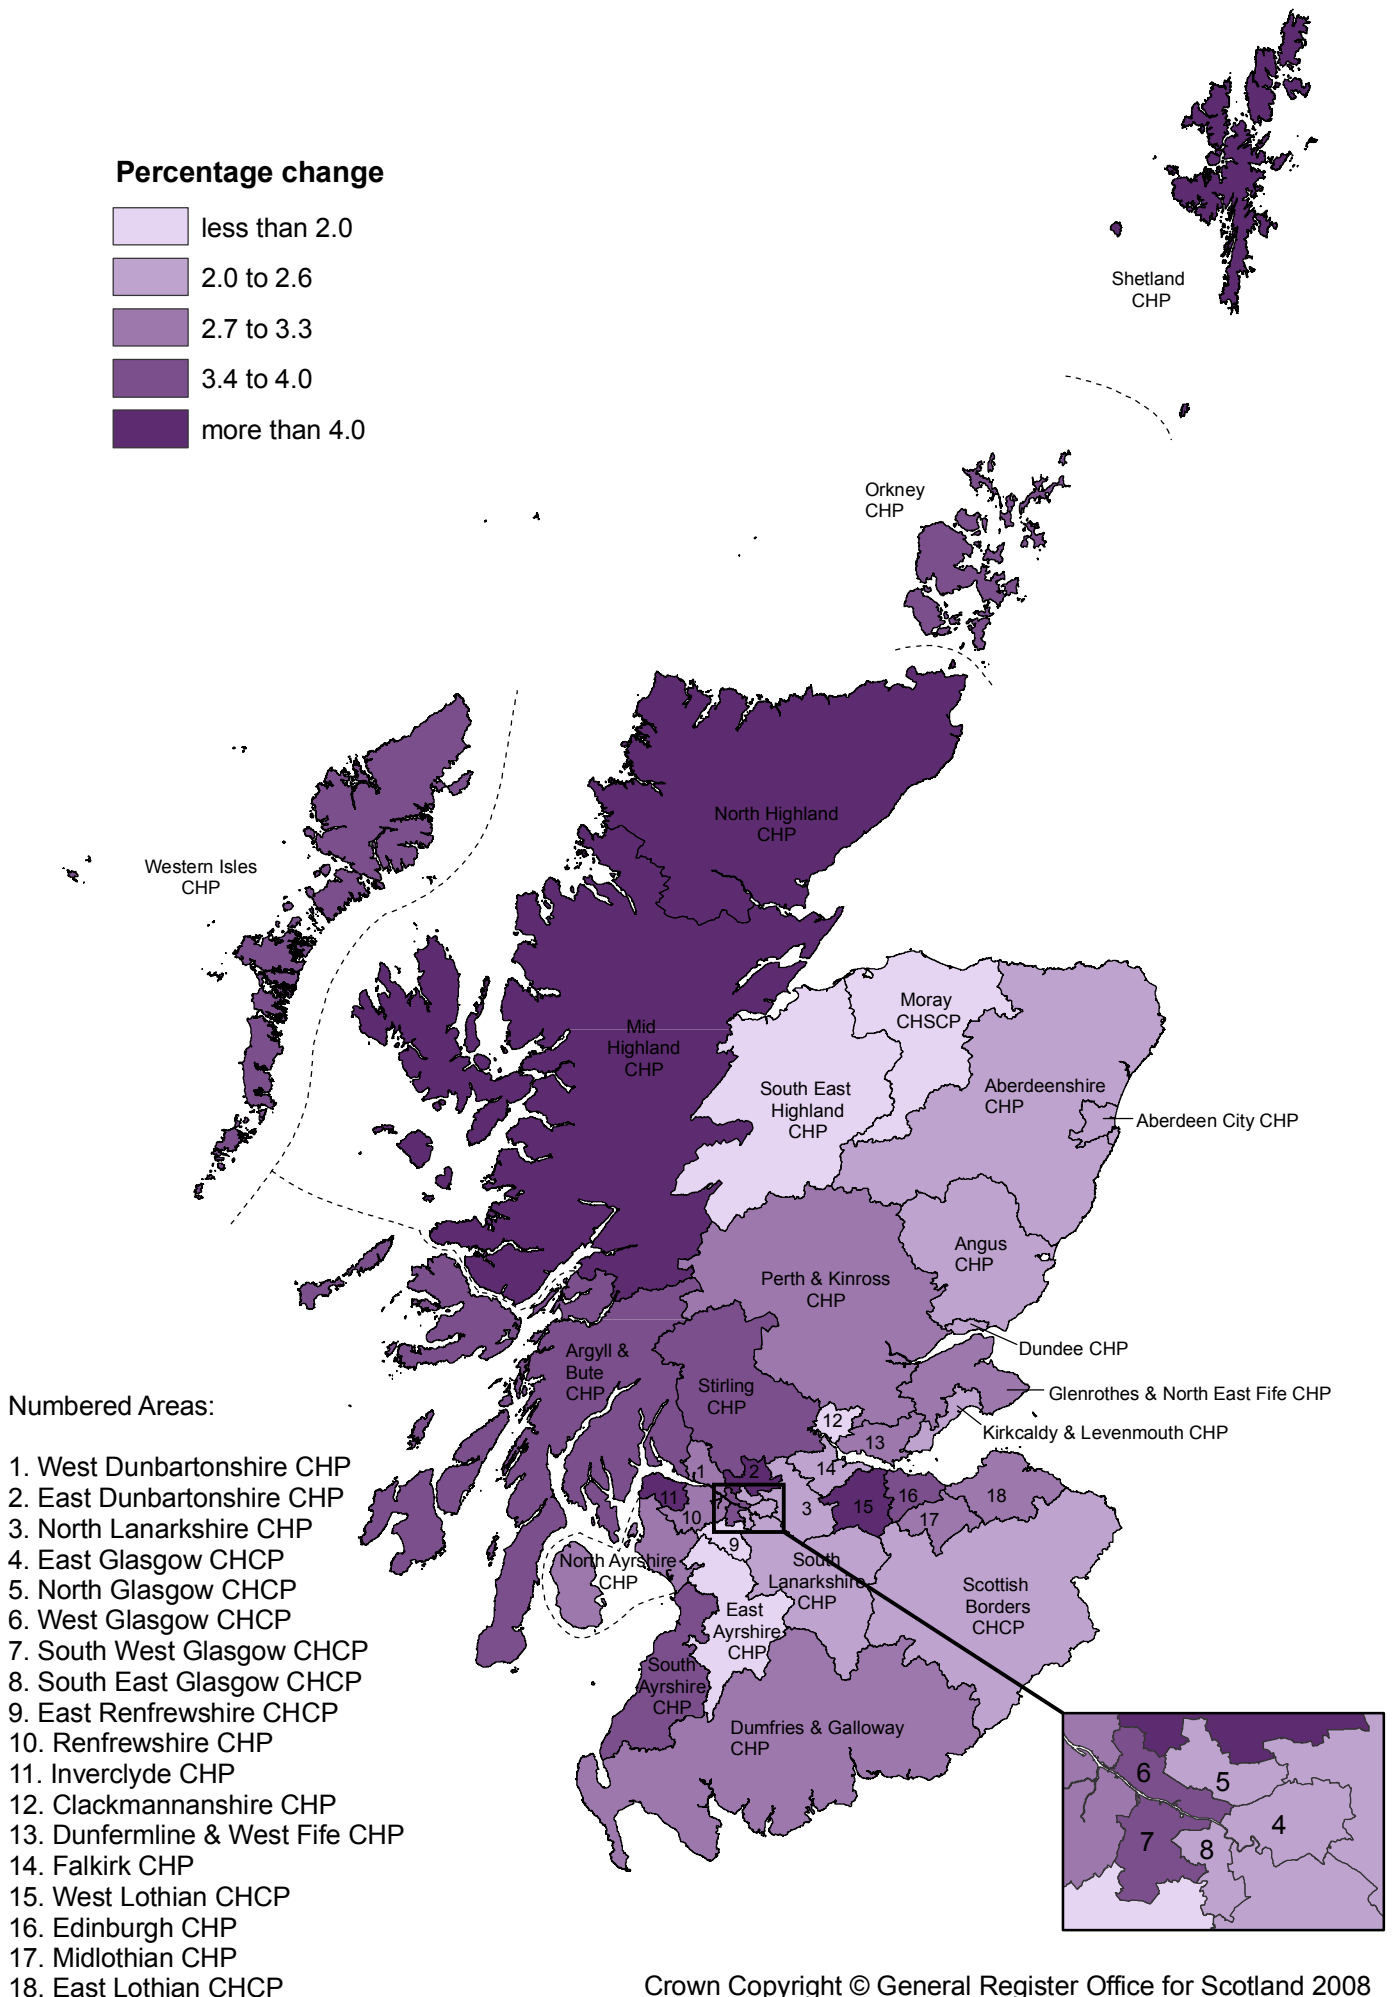 Percentage change
less than 2.0
2.0 to 2.6
2.7 to 3.3
3.4 to 4.0
more than 4.0
Shetland
CHP
Orkney
CHP
North Highland
CHP
Western Isles
CHP
Moray
CHSCP
Mid
Highland
CHP
South East
Highland
CHP
Aberdeenshire
CHP
Aberdeen City CHP
Angus
CHP
Perth & Kinross
CHP
Dundee CHP
Argyll &
Bute
CHP
Stirling
CHP
Glenrothes & North East Fife CHP
Kirkcaldy & Levenmouth CHP
12
13
1
2
14
3
15
16
18
17
11
10
7
9
North Ayrshire
CHP
South
Lanarkshire
CHP
Scottish
Borders
CHCP
East
Ayrshire
CHP
South
Ayrshire
CHP
Dumfries & Galloway
CHP
6
5
4
7
8
Numbered Areas:
1. West Dunbartonshire CHP
2. East Dunbartonshire CHP
3. North Lanarkshire CHP
4. East Glasgow CHCP
5. North Glasgow CHCP
6. West Glasgow CHCP
7. South West Glasgow CHCP
8. South East Glasgow CHCP
9. East Renfrewshire CHCP
10. Renfrewshire CHP
11. Inverclyde CHP
12. Clackmannanshire CHP
13. Dunfermline & West Fife CHP
14. Falkirk CHP
15. West Lothian CHCP
16. Edinburgh CHP
17. Midlothian CHP
18. East Lothian CHCP
Crown Copyright © General Register Office for Scotland 2008